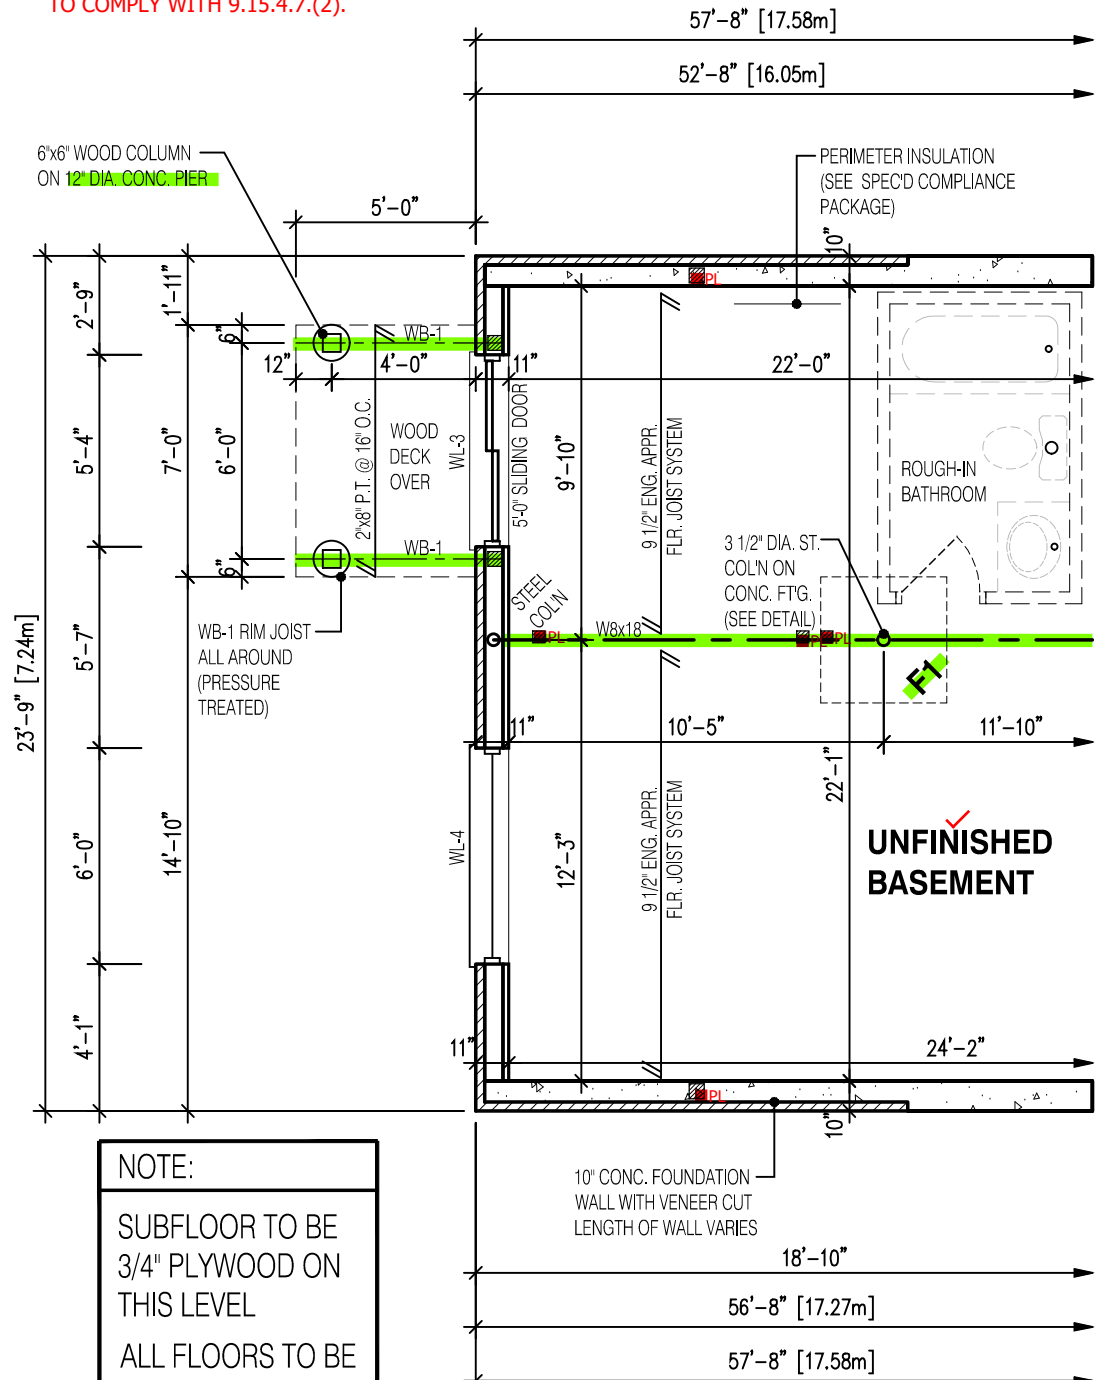 TO COMPLY WITH 9.15.4.7.(2).
57'-8" [17.58m]
52'-8" [16.05m]
6"x6" WOOD COLUMN
ON 12" DIA. CONC. PIER
PERIMETER INSULATION
(SEE SPEC'D COMPLIANCE
PACKAGE)
5'-0"
10"
1'-11"
2'-9"
PL
6"
WB-1
12"
4'-0"
11"
22'-0"
5'-4"
7'-0"
6'-0"
2"x8" P.T. @ 16" O.C.
WOOD
DECK
OVER
WL-3
5'-0" SLIDING DOOR
9'-10"
9 1/2" ENG. APPR.
FLR. JOIST SYSTEM
ROUGH-IN
BATHROOM
3 1/2" DIA. ST.
COL'N ON
CONC. FT'G.
(SEE DETAIL)
WB-1
6"
STEEL
COL'N
PL
W8x18
PL
PL
F1
WB-1 RIM JOIST
ALL AROUND
(PRESSURE
TREATED)
23'-9" [7.24m]
5'-7"
11"
10'-5"
11'-10"
22'-1"
6'-0"
14'-10"
WL-4
12'-3"
9 1/2" ENG. APPR.
FLR. JOIST SYSTEM
UNFINISHED
BASEMENT
4'-1"
11"
24'-2"
PL
10"
NOTE:
SUBFLOOR TO BE
3/4" PLYWOOD ON
THIS LEVEL
ALL FLOORS TO BE
10" CONC. FOUNDATION
WALL WITH VENEER CUT
LENGTH OF WALL VARIES
18'-10"
56'-8" [17.27m]
57'-8" [17.58m]